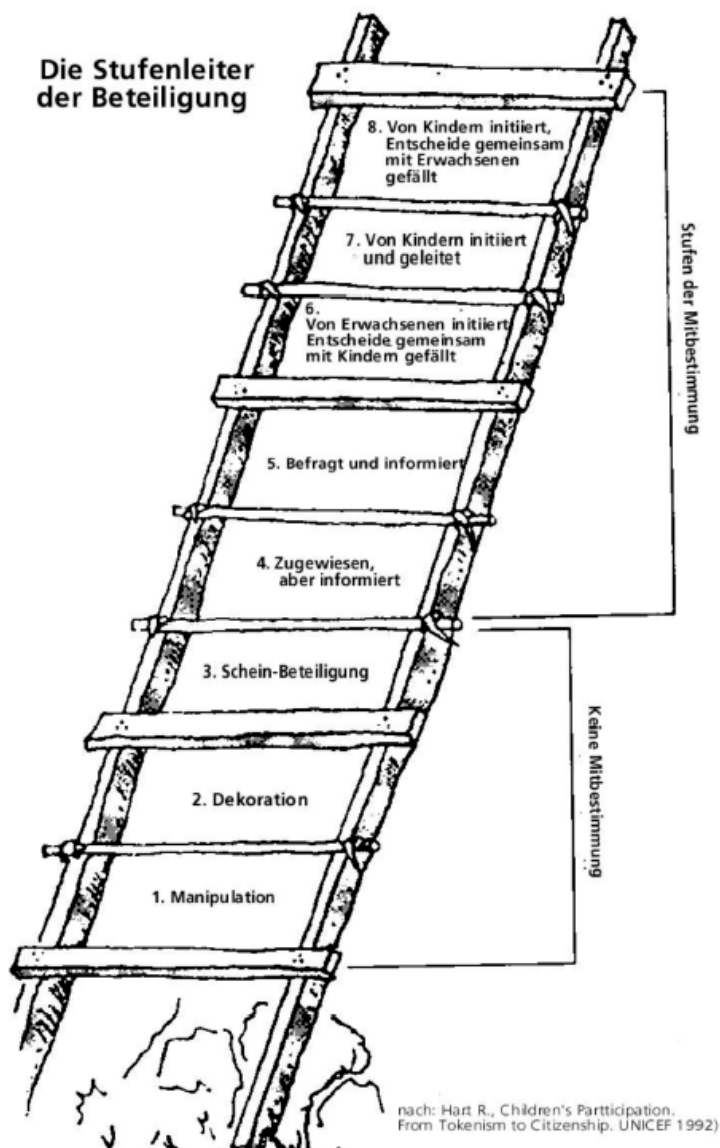 Die Stufenleiter
der Beteiligung
8. Von Kindern initiiert,
Entscheide gemeinsam
mit Erwachsenen
gefällt
7. Von Kindern initiiert
und geleitet
6.
Von Erwachsenen initiiert
Entscheide gemeinsam
mit Kindern gefällt
5. Befragt und informiert
4. Zugewiesen,
aber informiert
3. Schein-Beteiligung
2. Dekoration
1. Manipulation
Stufen der Mitbestimmung
Keine Mitbestimmung
nach: Hart R., Children's Partticipation.
From Tokenism to Citizenship. UNICEF 1992)